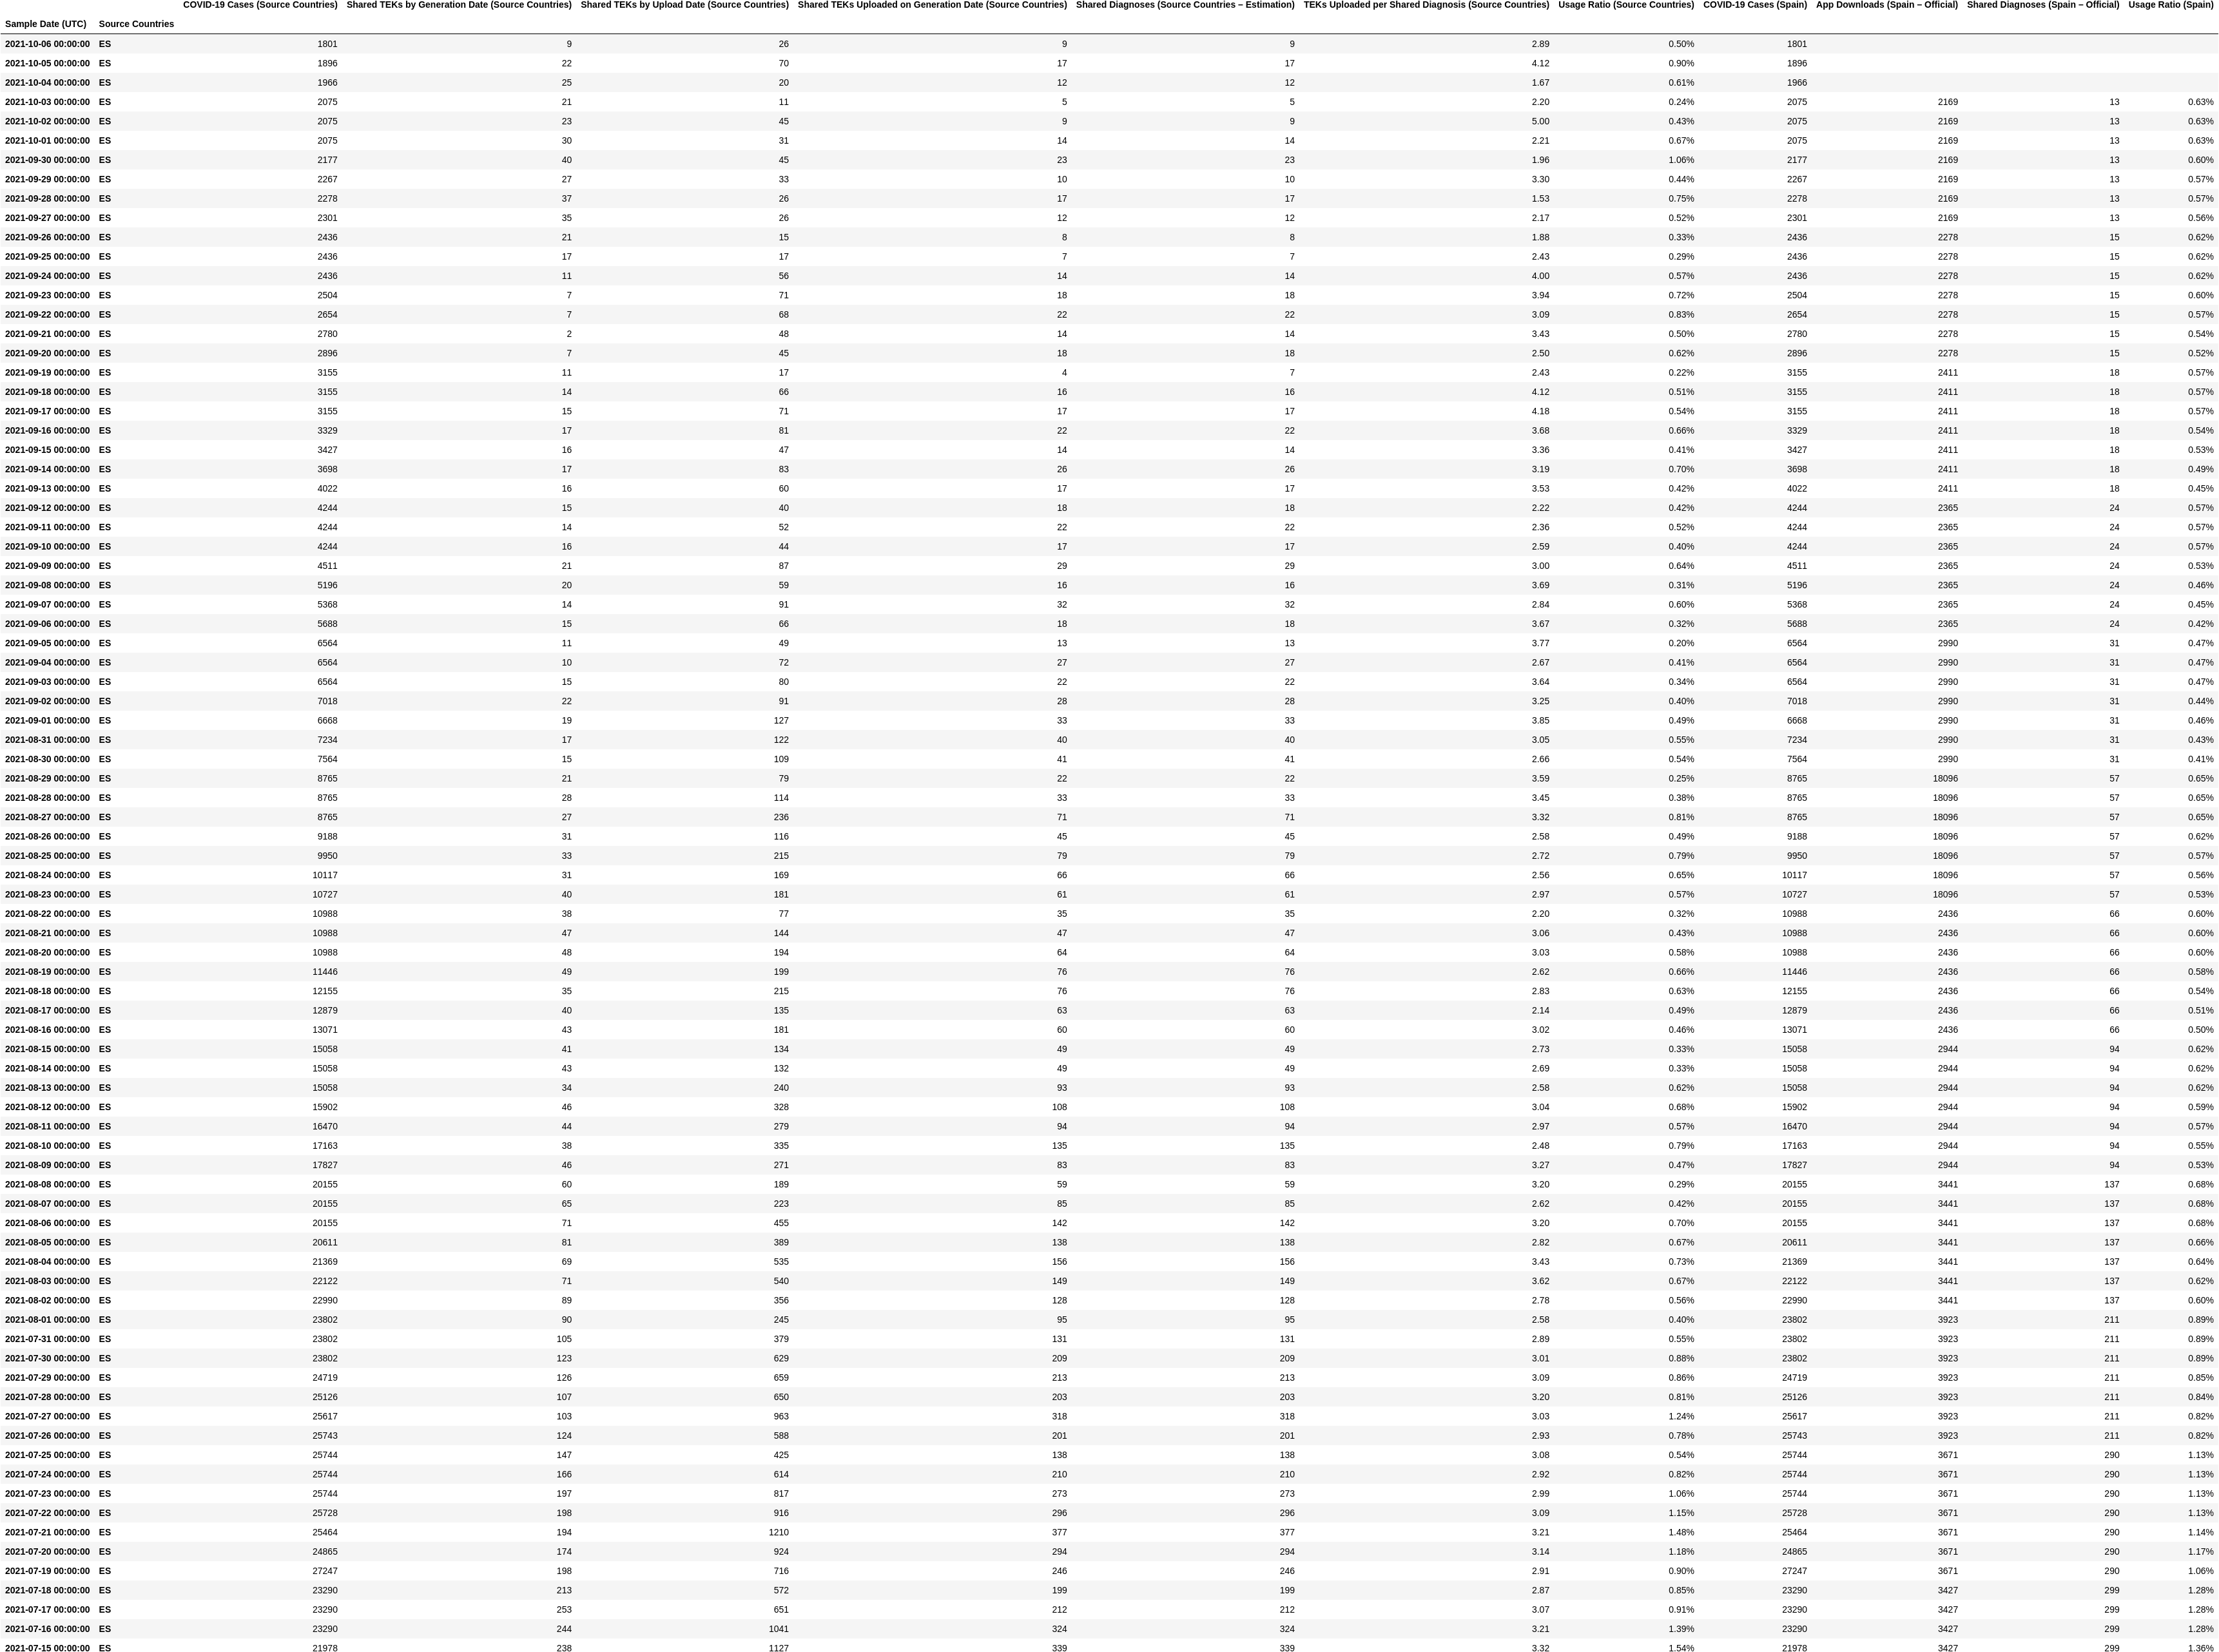 COVID-19 Cases (Source Countries) Shared TEKs by Generation Date (Source Countries) Shared TEKs by Upload Date (Source Countries) Shared TEKs Uploaded on Generation Date (Source Countries) Shared Diagnoses (Source Countries – Estimation) TEKs Uploaded per Shared Diagnosis (Source Countries) Usage Ratio (Source Countries) COVID-19 Cases (Spain) App Downloads (Spain – Official) Shared Diagnoses (Spain – Official) Usage Ratio (Spain)
Sample Date (UTC) Source Countries
2021-10-06 00:00:00 ES 1801 9 26 9 9 2.89 0.50% 1801
2021-10-05 00:00:00 ES 1896 22 70 17 17 4.12 0.90% 1896
2021-10-04 00:00:00 ES 1966 25 20 12 12 1.67 0.61% 1966
2021-10-03 00:00:00 ES 2075 21 11 5 5 2.20 0.24% 2075 2169 13 0.63%
2021-10-02 00:00:00 ES 2075 23 45 9 9 5.00 0.43% 2075 2169 13 0.63%
2021-10-01 00:00:00 ES 2075 30 31 14 14 2.21 0.67% 2075 2169 13 0.63%
2021-09-30 00:00:00 ES 2177 40 45 23 23 1.96 1.06% 2177 2169 13 0.60%
2021-09-29 00:00:00 ES 2267 27 33 10 10 3.30 0.44% 2267 2169 13 0.57%
2021-09-28 00:00:00 ES 2278 37 26 17 17 1.53 0.75% 2278 2169 13 0.57%
2021-09-27 00:00:00 ES 2301 35 26 12 12 2.17 0.52% 2301 2169 13 0.56%
2021-09-26 00:00:00 ES 2436 21 15 8 8 1.88 0.33% 2436 2278 15 0.62%
2021-09-25 00:00:00 ES 2436 17 17 7 7 2.43 0.29% 2436 2278 15 0.62%
2021-09-24 00:00:00 ES 2436 11 56 14 14 4.00 0.57% 2436 2278 15 0.62%
2021-09-23 00:00:00 ES 2504 7 71 18 18 3.94 0.72% 2504 2278 15 0.60%
2021-09-22 00:00:00 ES 2654 7 68 22 22 3.09 0.83% 2654 2278 15 0.57%
2021-09-21 00:00:00 ES 2780 2 48 14 14 3.43 0.50% 2780 2278 15 0.54%
2021-09-20 00:00:00 ES 2896 7 45 18 18 2.50 0.62% 2896 2278 15 0.52%
2021-09-19 00:00:00 ES 3155 11 17 4 7 2.43 0.22% 3155 2411 18 0.57%
2021-09-18 00:00:00 ES 3155 14 66 16 16 4.12 0.51% 3155 2411 18 0.57%
2021-09-17 00:00:00 ES 3155 15 71 17 17 4.18 0.54% 3155 2411 18 0.57%
2021-09-16 00:00:00 ES 3329 17 81 22 22 3.68 0.66% 3329 2411 18 0.54%
2021-09-15 00:00:00 ES 3427 16 47 14 14 3.36 0.41% 3427 2411 18 0.53%
2021-09-14 00:00:00 ES 3698 17 83 26 26 3.19 0.70% 3698 2411 18 0.49%
2021-09-13 00:00:00 ES 4022 16 60 17 17 3.53 0.42% 4022 2411 18 0.45%
2021-09-12 00:00:00 ES 4244 15 40 18 18 2.22 0.42% 4244 2365 24 0.57%
2021-09-11 00:00:00 ES 4244 14 52 22 22 2.36 0.52% 4244 2365 24 0.57%
2021-09-10 00:00:00 ES 4244 16 44 17 17 2.59 0.40% 4244 2365 24 0.57%
2021-09-09 00:00:00 ES 4511 21 87 29 29 3.00 0.64% 4511 2365 24 0.53%
2021-09-08 00:00:00 ES 5196 20 59 16 16 3.69 0.31% 5196 2365 24 0.46%
2021-09-07 00:00:00 ES 5368 14 91 32 32 2.84 0.60% 5368 2365 24 0.45%
2021-09-06 00:00:00 ES 5688 15 66 18 18 3.67 0.32% 5688 2365 24 0.42%
2021-09-05 00:00:00 ES 6564 11 49 13 13 3.77 0.20% 6564 2990 31 0.47%
2021-09-04 00:00:00 ES 6564 10 72 27 27 2.67 0.41% 6564 2990 31 0.47%
2021-09-03 00:00:00 ES 6564 15 80 22 22 3.64 0.34% 6564 2990 31 0.47%
2021-09-02 00:00:00 ES 7018 22 91 28 28 3.25 0.40% 7018 2990 31 0.44%
2021-09-01 00:00:00 ES 6668 19 127 33 33 3.85 0.49% 6668 2990 31 0.46%
2021-08-31 00:00:00 ES 7234 17 122 40 40 3.05 0.55% 7234 2990 31 0.43%
2021-08-30 00:00:00 ES 7564 15 109 41 41 2.66 0.54% 7564 2990 31 0.41%
2021-08-29 00:00:00 ES 8765 21 79 22 22 3.59 0.25% 8765 18096 57 0.65%
2021-08-28 00:00:00 ES 8765 28 114 33 33 3.45 0.38% 8765 18096 57 0.65%
2021-08-27 00:00:00 ES 8765 27 236 71 71 3.32 0.81% 8765 18096 57 0.65%
2021-08-26 00:00:00 ES 9188 31 116 45 45 2.58 0.49% 9188 18096 57 0.62%
2021-08-25 00:00:00 ES 9950 33 215 79 79 2.72 0.79% 9950 18096 57 0.57%
2021-08-24 00:00:00 ES 10117 31 169 66 66 2.56 0.65% 10117 18096 57 0.56%
2021-08-23 00:00:00 ES 10727 40 181 61 61 2.97 0.57% 10727 18096 57 0.53%
2021-08-22 00:00:00 ES 10988 38 77 35 35 2.20 0.32% 10988 2436 66 0.60%
2021-08-21 00:00:00 ES 10988 47 144 47 47 3.06 0.43% 10988 2436 66 0.60%
2021-08-20 00:00:00 ES 10988 48 194 64 64 3.03 0.58% 10988 2436 66 0.60%
2021-08-19 00:00:00 ES 11446 49 199 76 76 2.62 0.66% 11446 2436 66 0.58%
2021-08-18 00:00:00 ES 12155 35 215 76 76 2.83 0.63% 12155 2436 66 0.54%
2021-08-17 00:00:00 ES 12879 40 135 63 63 2.14 0.49% 12879 2436 66 0.51%
2021-08-16 00:00:00 ES 13071 43 181 60 60 3.02 0.46% 13071 2436 66 0.50%
2021-08-15 00:00:00 ES 15058 41 134 49 49 2.73 0.33% 15058 2944 94 0.62%
2021-08-14 00:00:00 ES 15058 43 132 49 49 2.69 0.33% 15058 2944 94 0.62%
2021-08-13 00:00:00 ES 15058 34 240 93 93 2.58 0.62% 15058 2944 94 0.62%
2021-08-12 00:00:00 ES 15902 46 328 108 108 3.04 0.68% 15902 2944 94 0.59%
2021-08-11 00:00:00 ES 16470 44 279 94 94 2.97 0.57% 16470 2944 94 0.57%
2021-08-10 00:00:00 ES 17163 38 335 135 135 2.48 0.79% 17163 2944 94 0.55%
2021-08-09 00:00:00 ES 17827 46 271 83 83 3.27 0.47% 17827 2944 94 0.53%
2021-08-08 00:00:00 ES 20155 60 189 59 59 3.20 0.29% 20155 3441 137 0.68%
2021-08-07 00:00:00 ES 20155 65 223 85 85 2.62 0.42% 20155 3441 137 0.68%
2021-08-06 00:00:00 ES 20155 71 455 142 142 3.20 0.70% 20155 3441 137 0.68%
2021-08-05 00:00:00 ES 20611 81 389 138 138 2.82 0.67% 20611 3441 137 0.66%
2021-08-04 00:00:00 ES 21369 69 535 156 156 3.43 0.73% 21369 3441 137 0.64%
2021-08-03 00:00:00 ES 22122 71 540 149 149 3.62 0.67% 22122 3441 137 0.62%
2021-08-02 00:00:00 ES 22990 89 356 128 128 2.78 0.56% 22990 3441 137 0.60%
2021-08-01 00:00:00 ES 23802 90 245 95 95 2.58 0.40% 23802 3923 211 0.89%
2021-07-31 00:00:00 ES 23802 105 379 131 131 2.89 0.55% 23802 3923 211 0.89%
2021-07-30 00:00:00 ES 23802 123 629 209 209 3.01 0.88% 23802 3923 211 0.89%
2021-07-29 00:00:00 ES 24719 126 659 213 213 3.09 0.86% 24719 3923 211 0.85%
2021-07-28 00:00:00 ES 25126 107 650 203 203 3.20 0.81% 25126 3923 211 0.84%
2021-07-27 00:00:00 ES 25617 103 963 318 318 3.03 1.24% 25617 3923 211 0.82%
2021-07-26 00:00:00 ES 25743 124 588 201 201 2.93 0.78% 25743 3923 211 0.82%
2021-07-25 00:00:00 ES 25744 147 425 138 138 3.08 0.54% 25744 3671 290 1.13%
2021-07-24 00:00:00 ES 25744 166 614 210 210 2.92 0.82% 25744 3671 290 1.13%
2021-07-23 00:00:00 ES 25744 197 817 273 273 2.99 1.06% 25744 3671 290 1.13%
2021-07-22 00:00:00 ES 25728 198 916 296 296 3.09 1.15% 25728 3671 290 1.13%
2021-07-21 00:00:00 ES 25464 194 1210 377 377 3.21 1.48% 25464 3671 290 1.14%
2021-07-20 00:00:00 ES 24865 174 924 294 294 3.14 1.18% 24865 3671 290 1.17%
2021-07-19 00:00:00 ES 27247 198 716 246 246 2.91 0.90% 27247 3671 290 1.06%
2021-07-18 00:00:00 ES 23290 213 572 199 199 2.87 0.85% 23290 3427 299 1.28%
2021-07-17 00:00:00 ES 23290 253 651 212 212 3.07 0.91% 23290 3427 299 1.28%
2021-07-16 00:00:00 ES 23290 244 1041 324 324 3.21 1.39% 23290 3427 299 1.28%
2021-07-15 00:00:00 ES 21978 238 1127 339 339 3.32 1.54% 21978 3427 299 1.36%